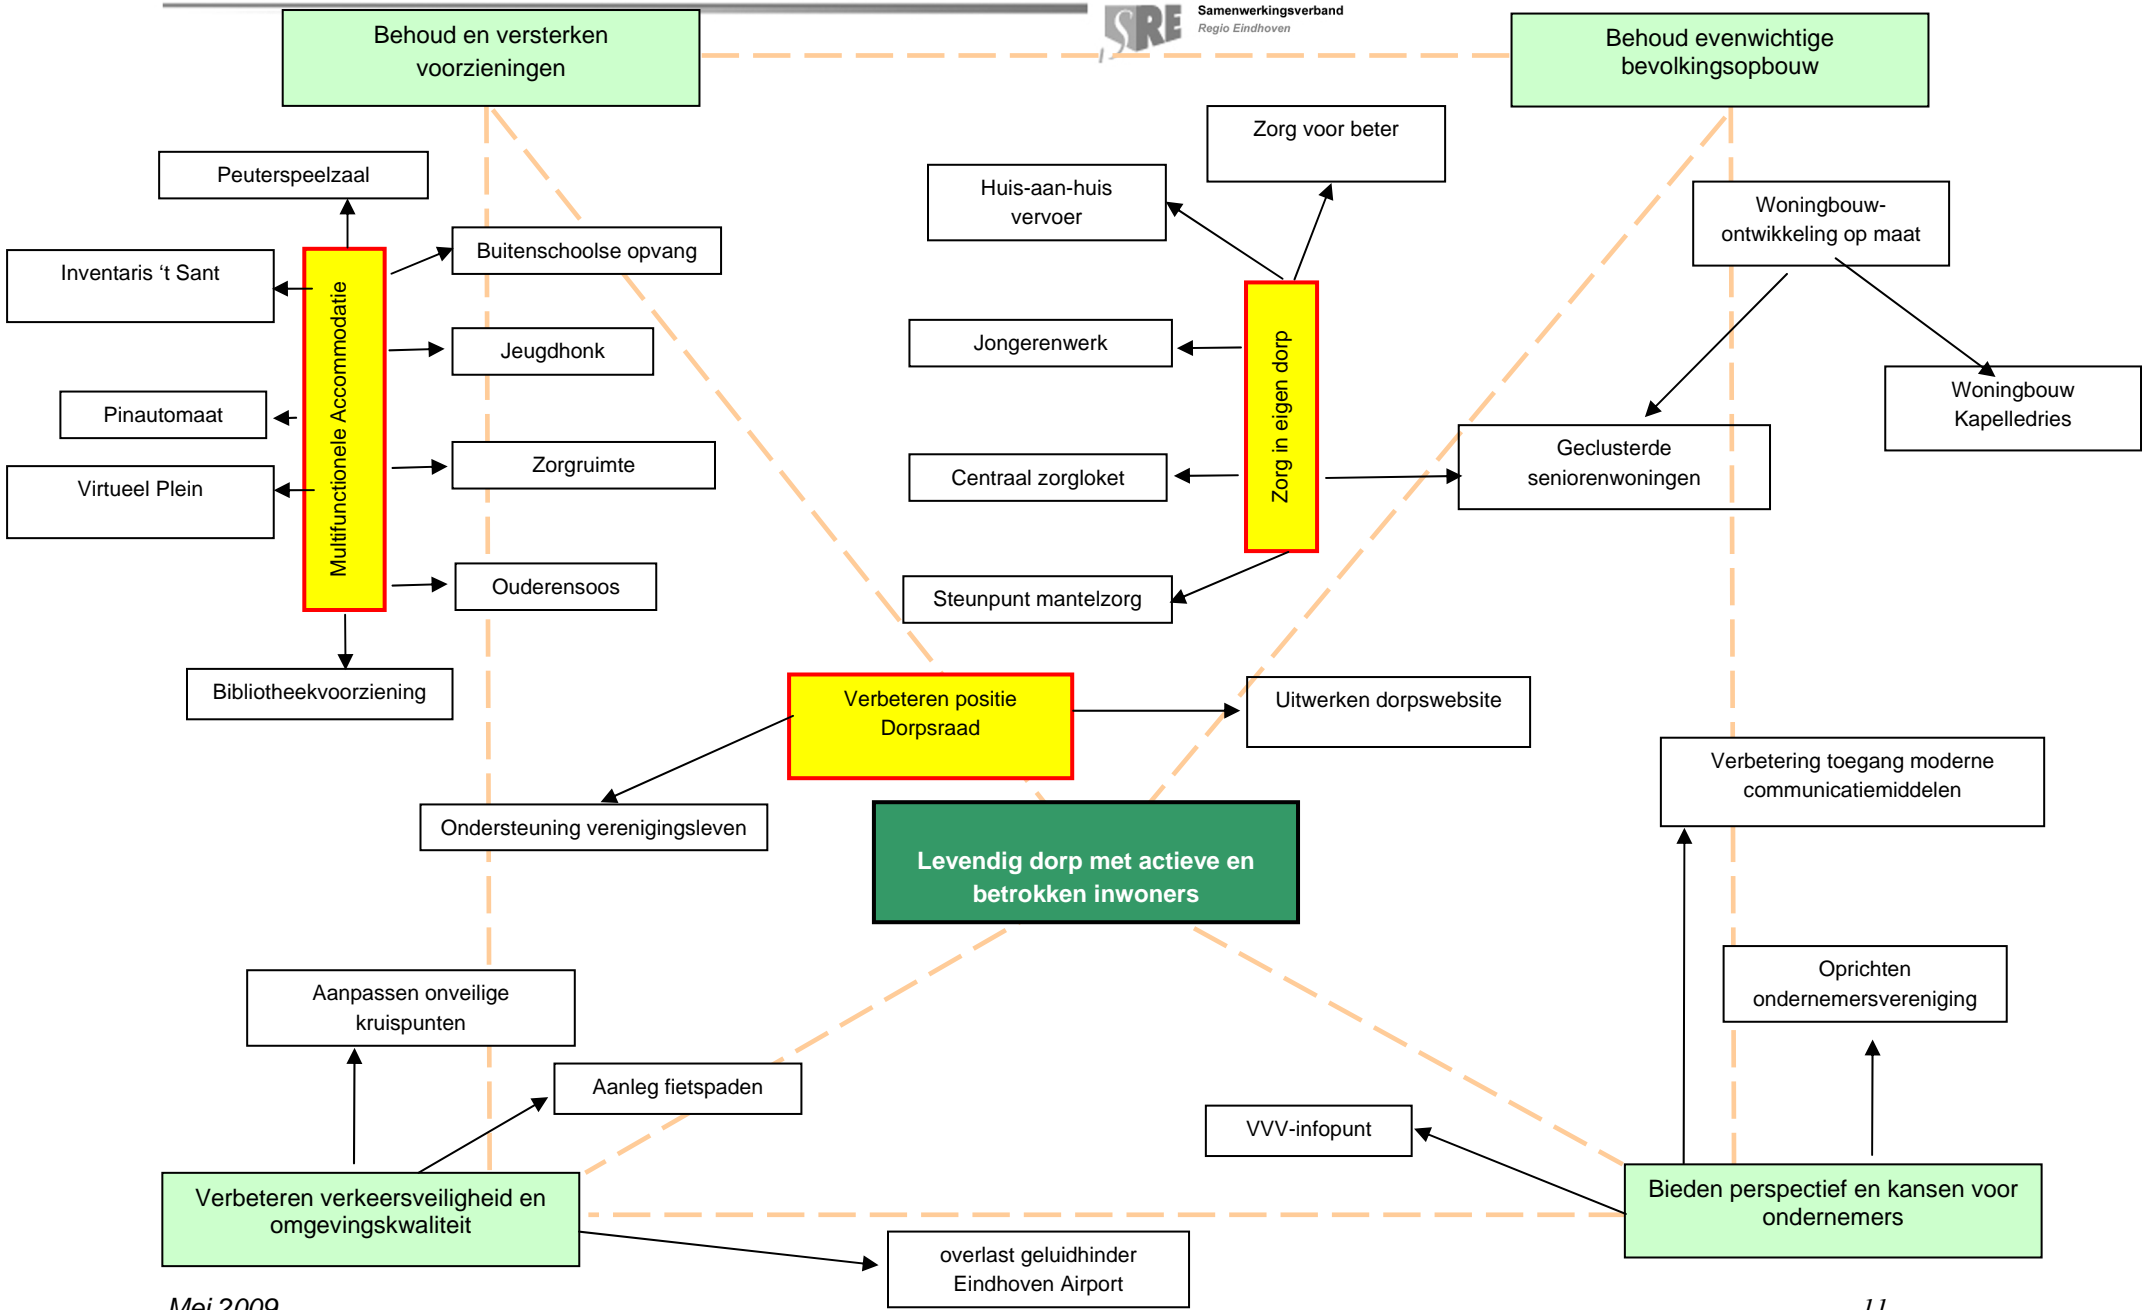 Samenwerkingsverband
SRE
Regio Eindhoven
Behoud en versterken
voorzieningen
Behoud evenwichtige
bevolkingsopbouw
Zorg voor beter
Peuterspeelzaal
Huis-aan-huis
vervoer
Woningbouw-
ontwikkeling op maat
Inventaris ‘t Sant
Buitenschoolse opvang
Multifunctionele Accommodatie
Jeugdhonk
Jongerenwerk
Zorg in eigen dorp
Woningbouw
Kapelledries
Pinautomaat
Zorgruimte
Centraal zorgloket
Geclusterde
seniorenwoningen
Virtueel Plein
Ouderensoos
Steunpunt mantelzorg
Bibliotheekvoorziening
Verbeteren positie
Dorpsraad
Uitwerken dorpswebsite
Verbetering toegang moderne
communicatiemiddelen
Ondersteuning verenigingsleven
Levendig dorp met actieve en
betrokken inwoners
Aanpassen onveilige
kruispunten
Oprichten
ondernemersvereniging
Aanleg fietspaden
VVV-infopunt
Verbeteren verkeersveiligheid en
omgevingskwaliteit
Bieden perspectief en kansen voor
ondernemers
overlast geluidhinder
Eindhoven Airport
Mei 2009
11